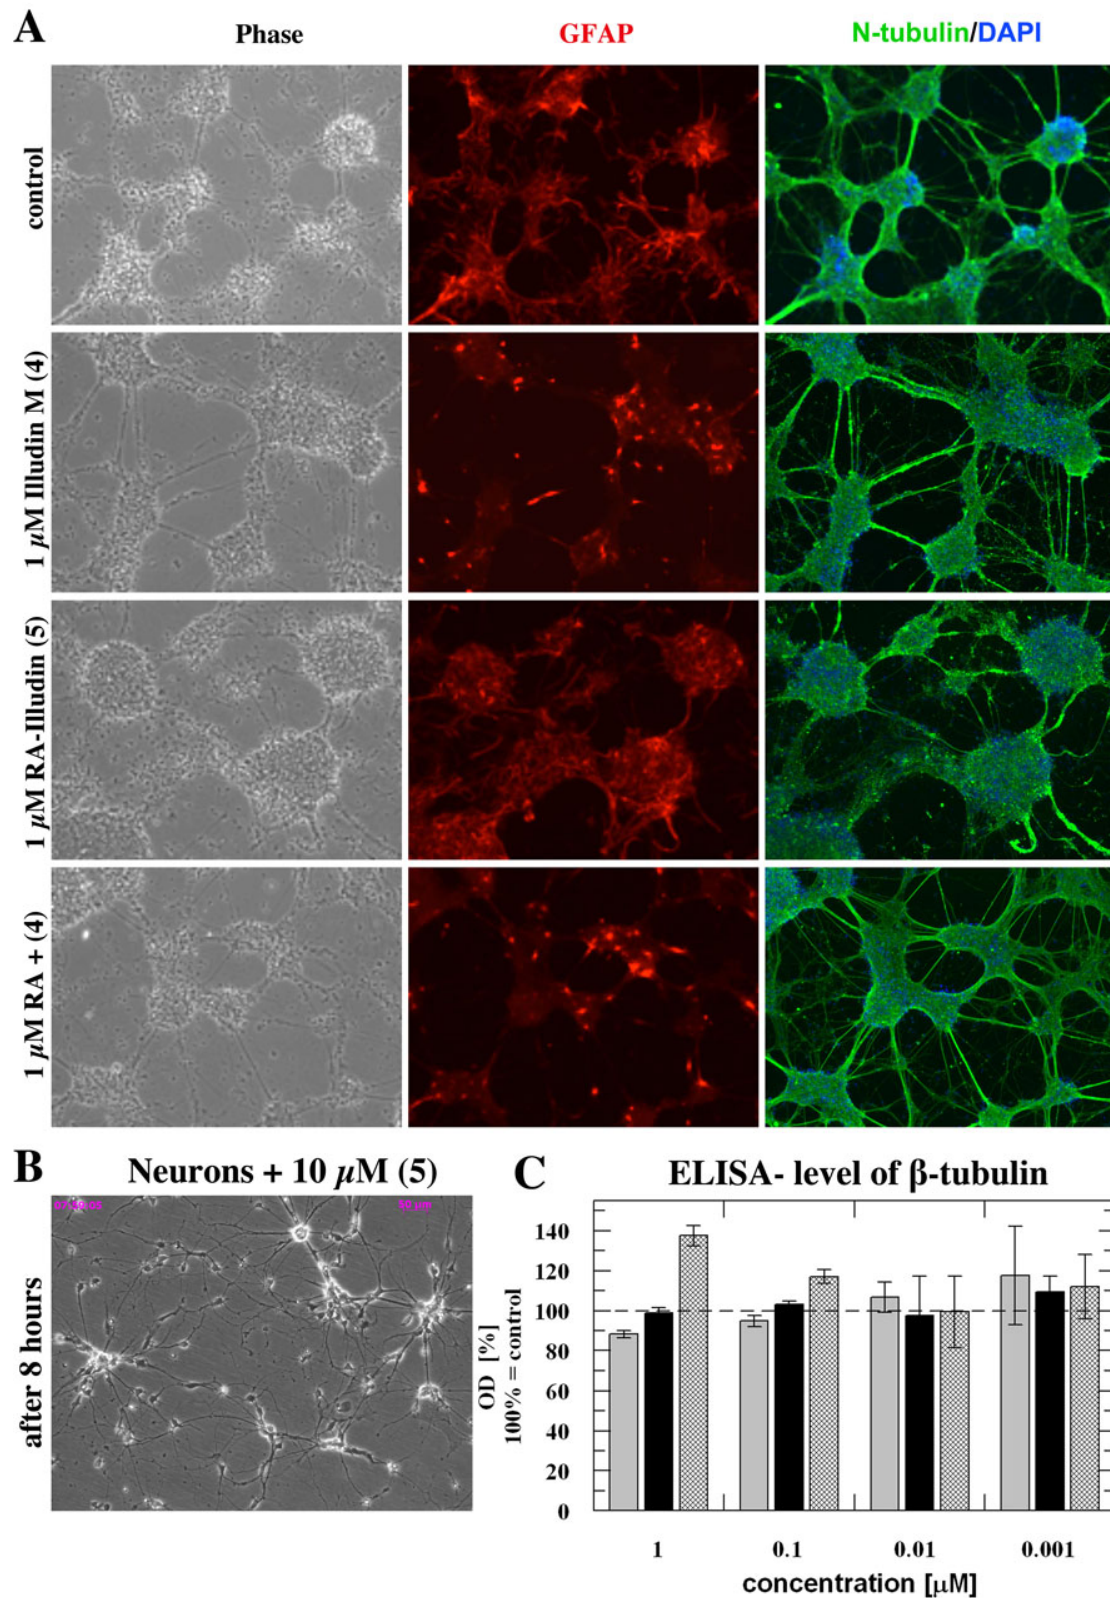 A
Phase
GFAP
N-tubulin/DAPI
control
1 µM Illudin M (4)
1 µM RA-Illudin (5)
1 µM RA + (4)
B
Neurons + 10 µM (5)
after 8 hours
50 µm
C
ELISA- level of β-tubulin
OD [%]
100% = control
140
120
100
80
60
40
20
0
1
0.1
0.01
0.001
concentration [µM]